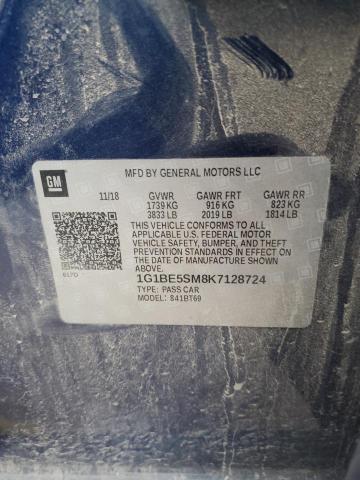 GM
MFD BY GENERAL MOTORS LLC
11/18 GVWR GAWR FRT GAWR RR
1739 KG 916 KG 823 KG
3833 LB 2019 LB 1814 LB
THIS VEHICLE CONFORMS TO ALL
APPLICABLE U.S. FEDERAL MOTOR
VEHICLE SAFETY, BUMPER, AND THEFT
PREVENTION STANDARDS IN EFFECT ON
THE DATE OF MANUFACTURE SHOWN ABOVE.
617D
1G1BE5SM8K7128724
TYPE: PASS CAR
MODEL: 841BT69